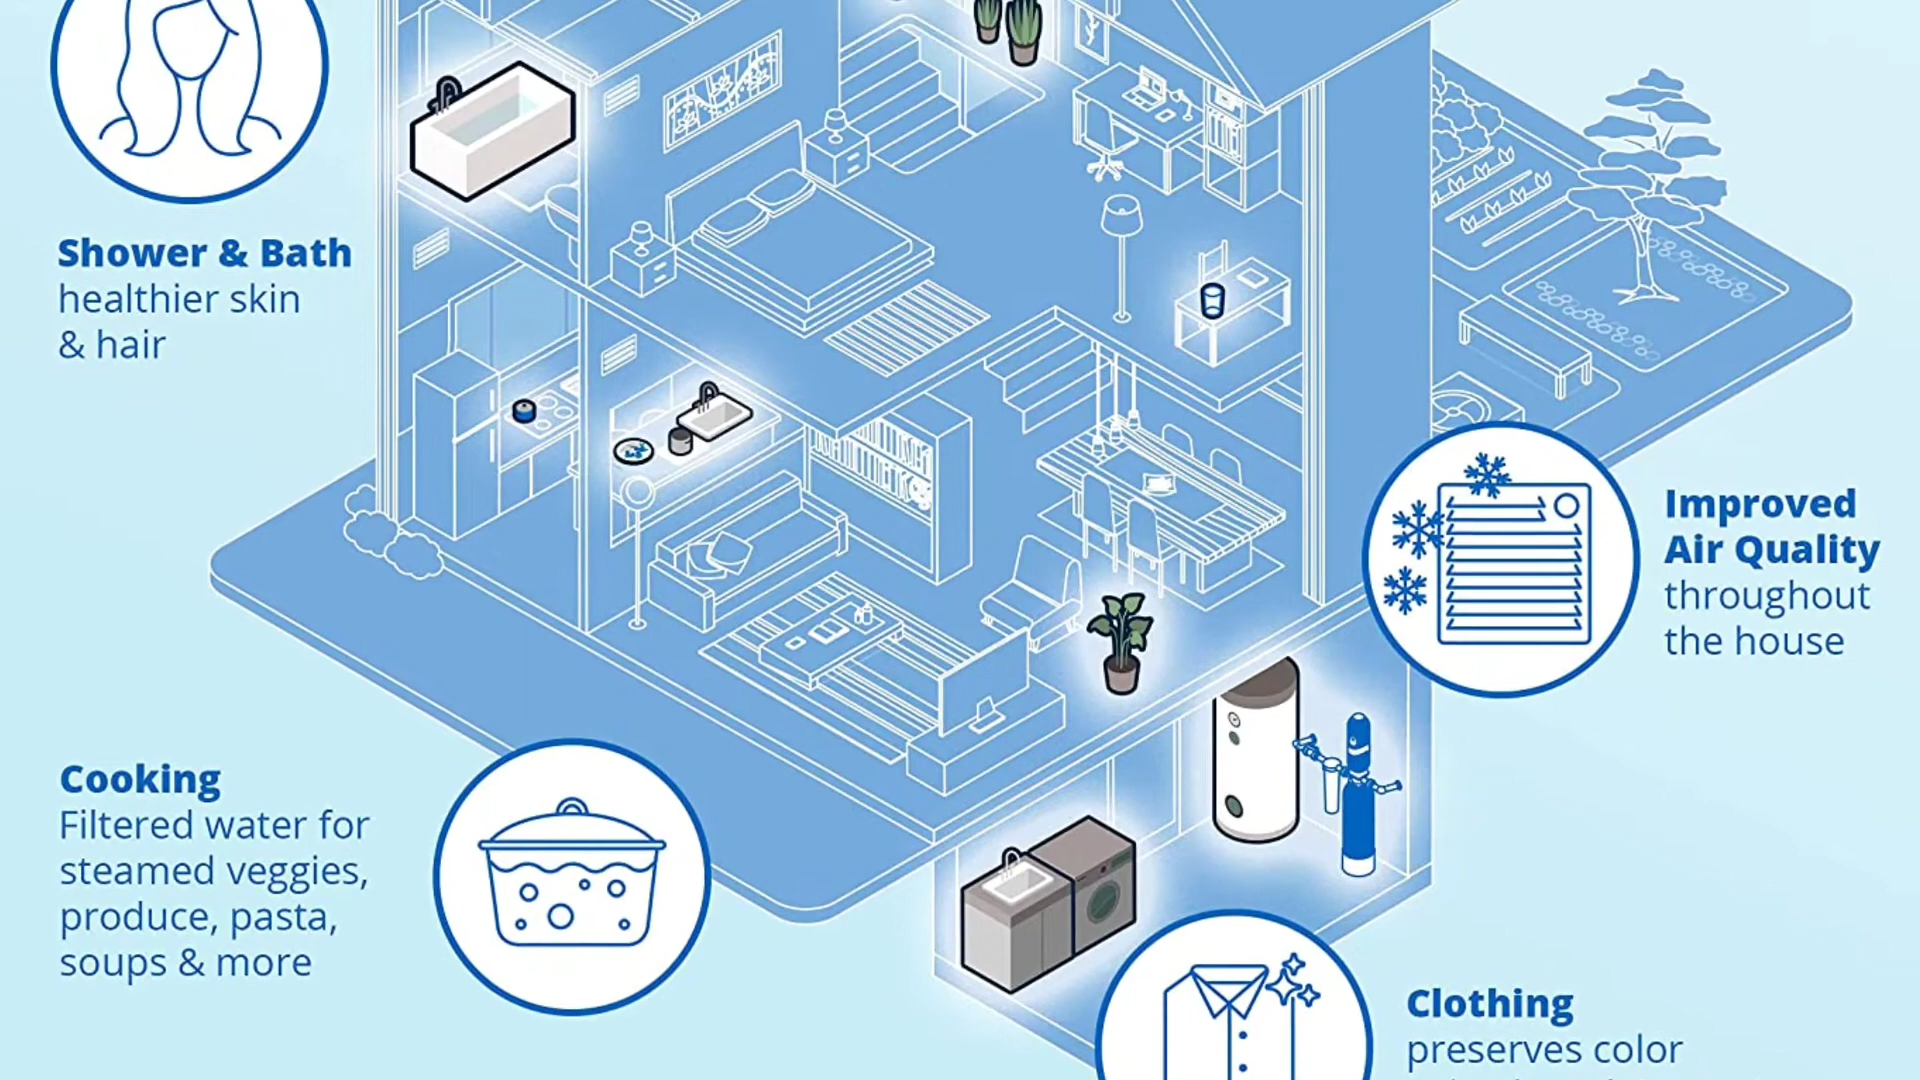 Shower & Bath
healthier skin
& hair
Improved
Air Quality
throughout
the house
Cooking
Filtered water for
steamed veggies,
produce, pasta,
soups & more
Clothing
preserves color